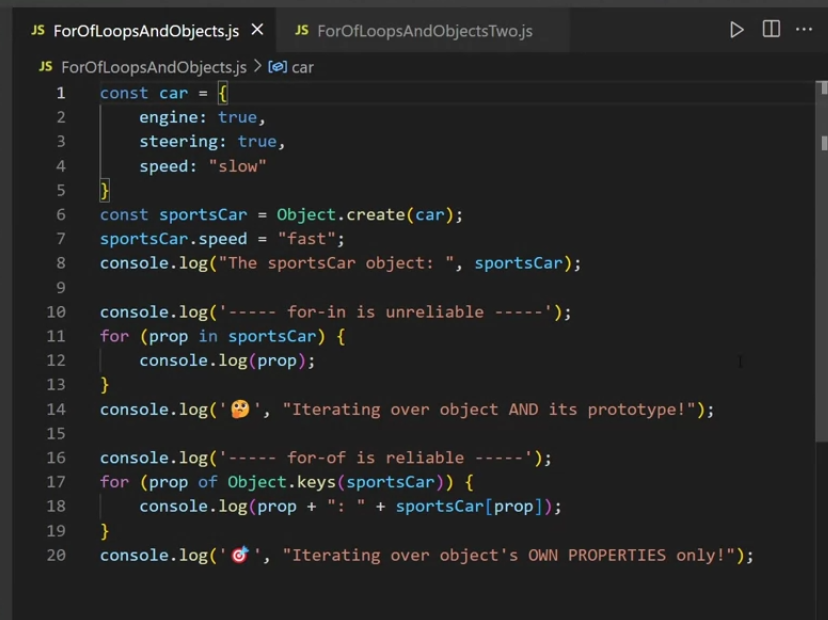 JS ForOfLoopsAndObjects.js × JS ForOfLoopsAndObjectsTwo.js
JS ForOfLoopsAndObjects.js > car
1 const car = {
2     engine: true,
3     steering: true,
4     speed: "slow"
5 }
6 const sportsCar = Object.create(car);
7 sportsCar.speed = "fast";
8 console.log("The sportsCar object: ", sportsCar);
9
10 console.log('----- for-in is unreliable -----');
11 for (prop in sportsCar) {
12     console.log(prop);
13 }
14 console.log('🤔', "Iterating over object AND its prototype!");
15
16 console.log('----- for-of is reliable -----');
17 for (prop of Object.keys(sportsCar)) {
18     console.log(prop + ": " + sportsCar[prop]);
19 }
20 console.log('🎯', "Iterating over object's OWN PROPERTIES only!");